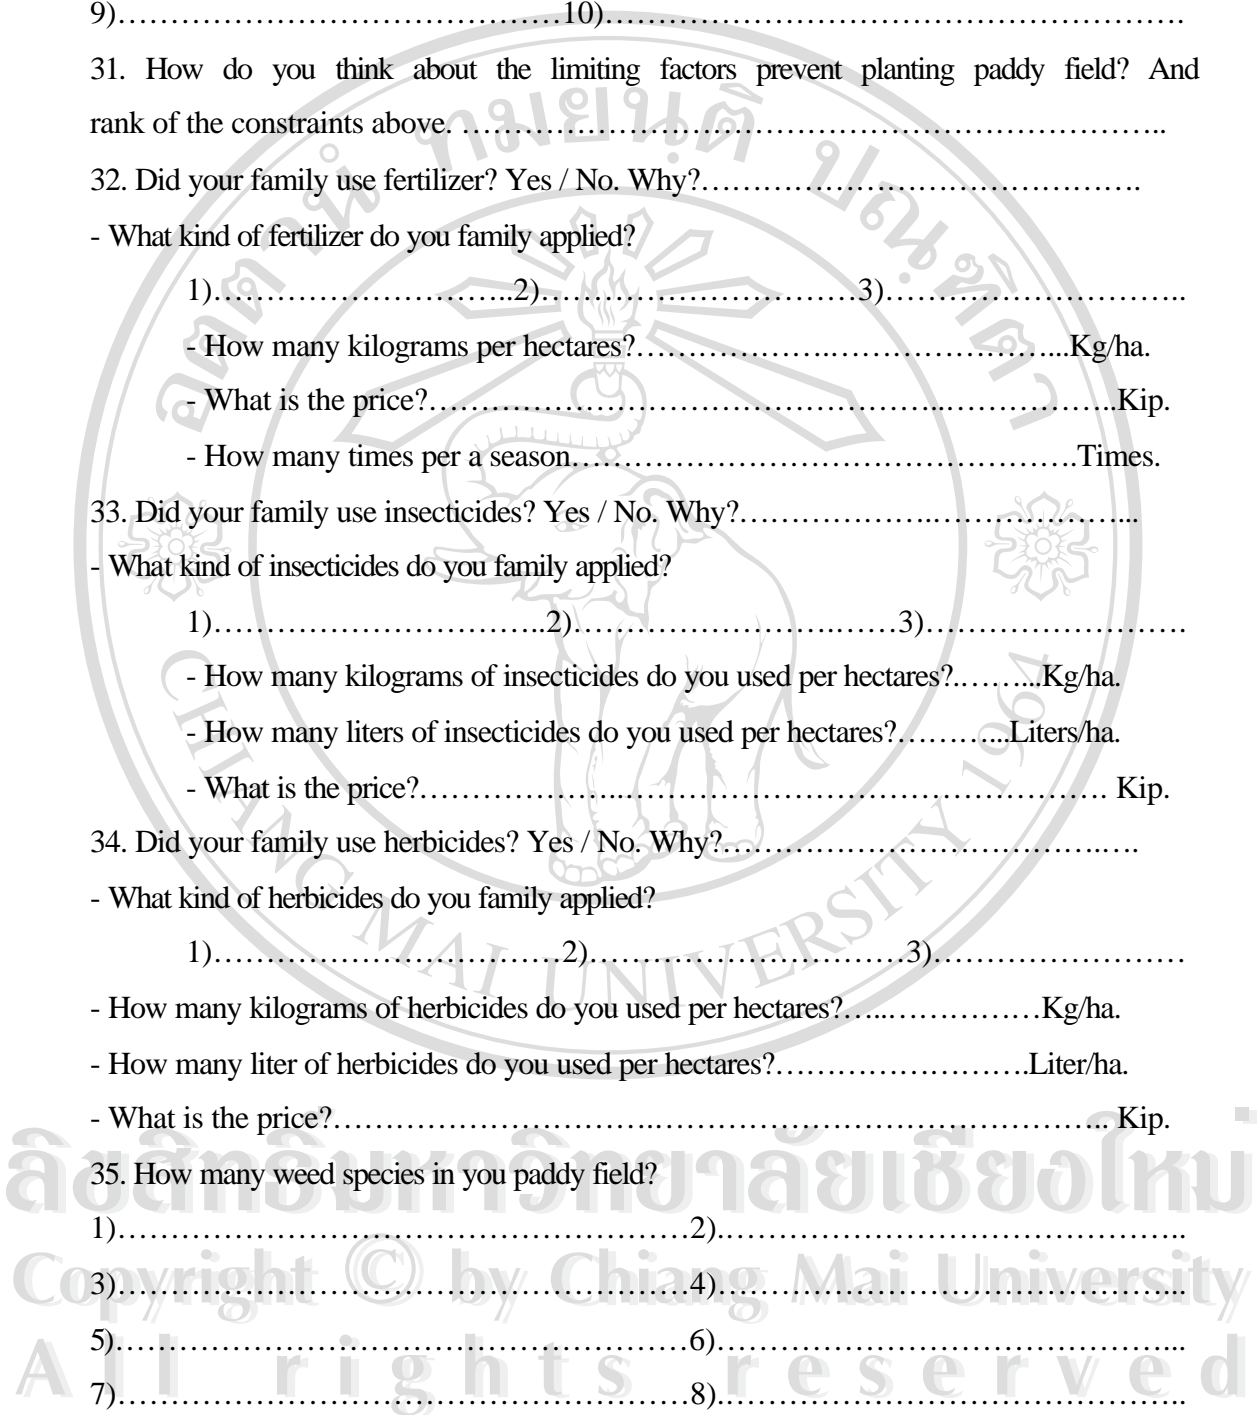 9)……………………………………10)……………………………………………….
31. How do you think about the limiting factors prevent planting paddy field? And
rank of the constraints above. …………………………………………………………..
32. Did your family use fertilizer? Yes / No. Why?…………………………………….
- What kind of fertilizer do you family applied?
1)………………………..2)…………………………3)………………………..
- How many kilograms per hectares?……………….…………………...Kg/ha.
- What is the price?………………………………………….……………..Kip.
- How many times per a season………………………………………….Times.
33. Did your family use insecticides? Yes / No. Why?……………….………………...
- What kind of insecticides do you family applied?
1)…………………………..2)…………………….……3)…………………….
- How many kilograms of insecticides do you used per hectares?.……...Kg/ha.
- How many liters of insecticides do you used per hectares?………...Liters/ha.
- What is the price?………………...………………………………………. Kip.
34. Did your family use herbicides? Yes / No. Why?……………………………….….
- What kind of herbicides do you family applied?
1)……………………………2)…………………………3)……………………
- How many kilograms of herbicides do you used per hectares?…..……………Kg/ha.
- How many liter of herbicides do you used per hectares?…………………….Liter/ha.
- What is the price?………………………….…………………………………….. Kip.
35. How many weed species in you paddy field?
1)………………………………………………2)……………………………………..
3)………………………………………………4)……………………………………...
5)………………………………………………6)……………………………………...
7)………………………………………………8)……………………………………..
CHIANG MAI UNIVERSITY 1964
ลิขสิทธิ์มหาวิทยาลัยเชียงใหม่
Copyright © by Chiang Mai University
All rights reserved